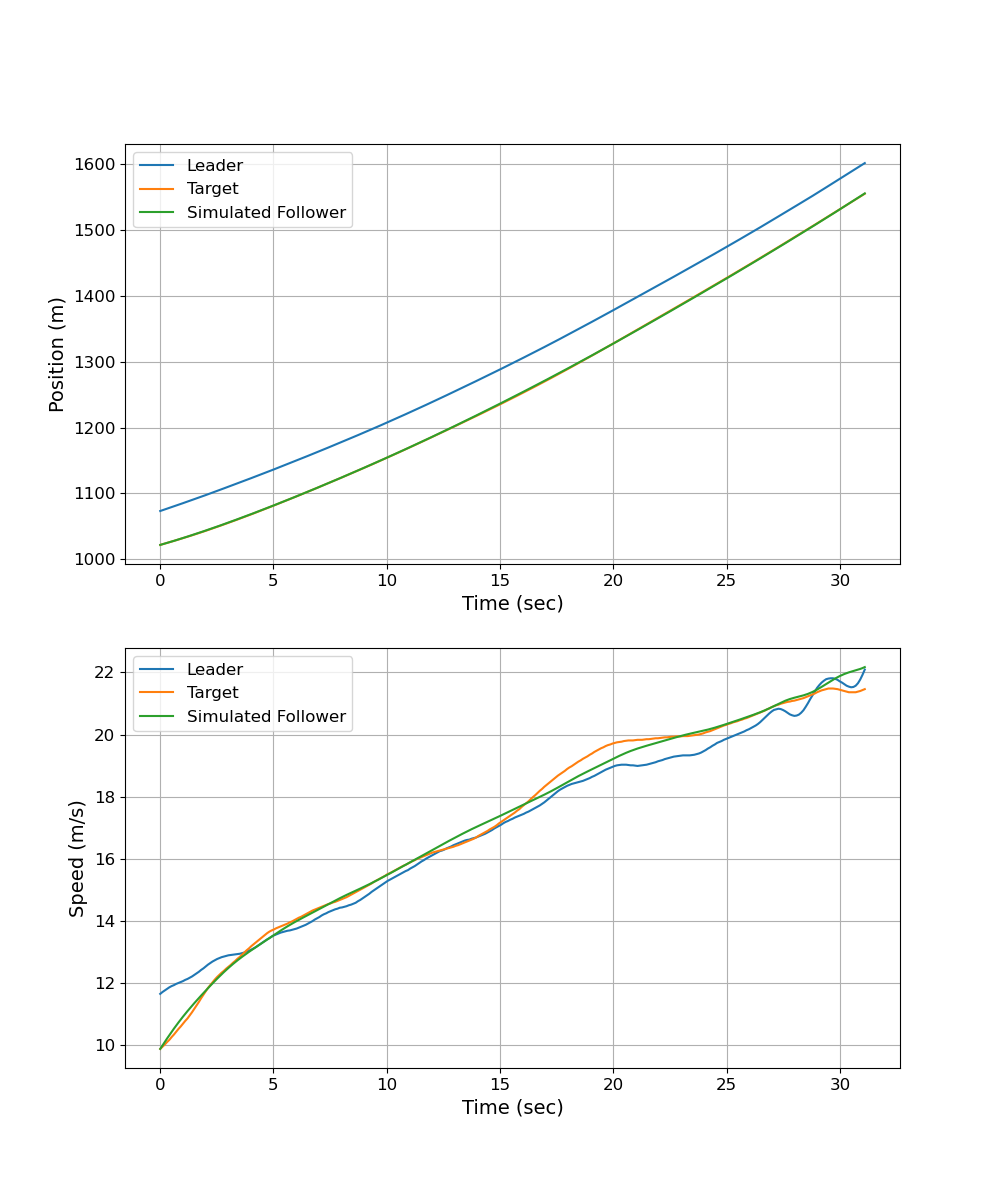 Leader
Target
Simulated Follower
1600
1500
1400
1300
1200
1100
1000
Position (m)
0 5 10 15 20 25 30
Time (sec)
Leader
Target
Simulated Follower
22
20
18
16
14
12
10
Speed (m/s)
0 5 10 15 20 25 30
Time (sec)